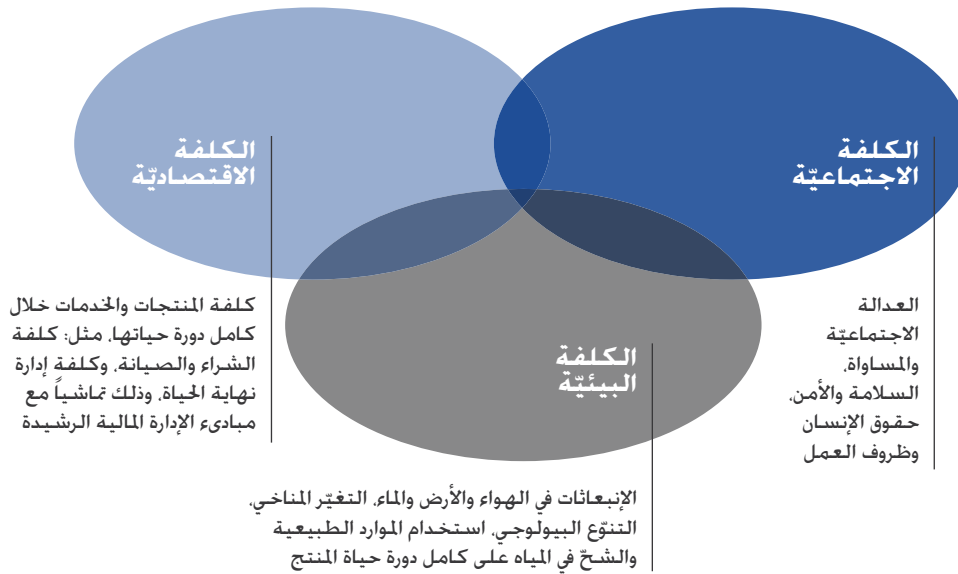 الكلفة
الاجتماعيّة
العدالة
الاجتماعيّة
والمساواة،
السلامة والأمن،
حقوق الإنسان
وظروف العمل
الكلفة
الاقتصاديّة
كلفة المنتجات والخدمات خلال
كامل دورة حياتها، مثل: كلفة
الشراء والصيانة، وكلفة إدارة
نهاية الحياة، وذلك تماشياً مع
مبادىء الإدارة المالية الرشيدة
الكلفة
البيئيّة
الإنبعاثات في الهواء والأرض والماء، التغيّر المناخي،
التنوّع البيولوجي، استخدام الموارد الطبيعية
والشحّ في المياه على كامل دورة حياة المنتج